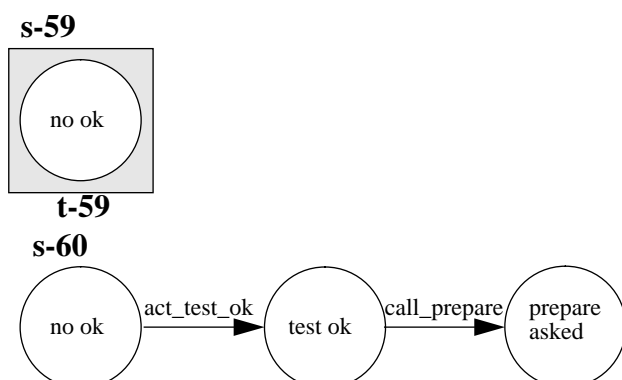 s-59
no ok
t-59
s-60
no ok
act_test_ok
test ok
call_prepare
prepare
asked